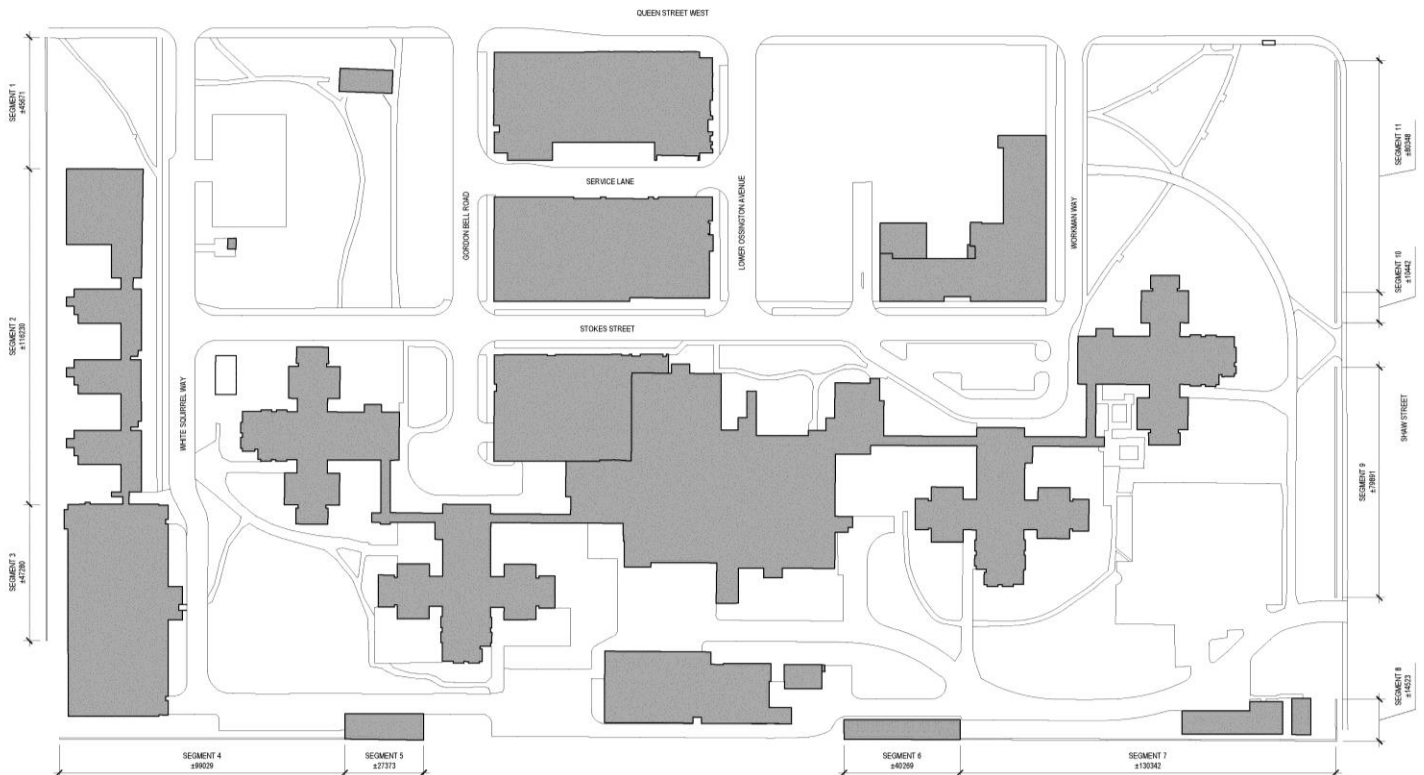 QUEEN STREET WEST
SEGMENT 1
±45671
SEGMENT 11
±80348
SERVICE LANE
GORDON BELL ROAD
LOWER OSSINGTON AVENUE
WORKMAN WAY
SEGMENT 10
±10442
STOKES STREET
SEGMENT 2
±116230
WHITE SQUIRREL WAY
SHAW STREET
SEGMENT 9
±79891
SEGMENT 3
±47280
SEGMENT 8
±14523
SEGMENT 4
±99029
SEGMENT 5
±27373
SEGMENT 6
±40269
SEGMENT 7
±130342